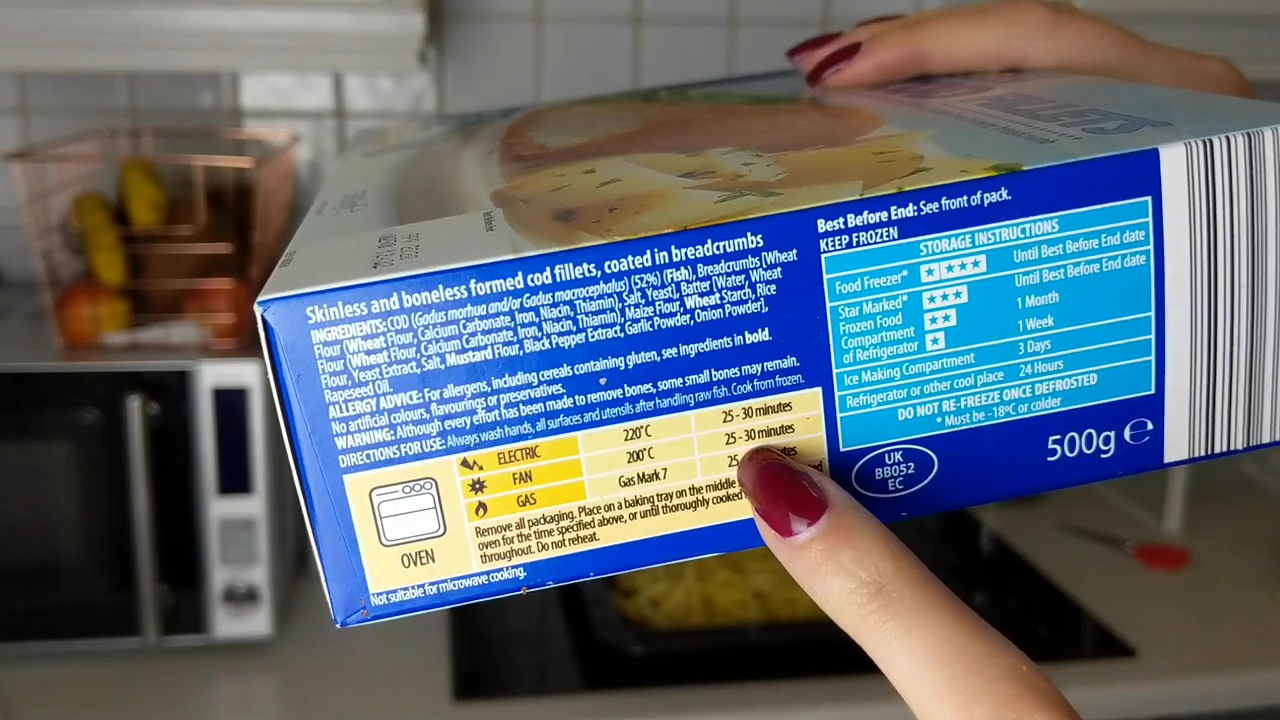 FILLETS
Skinless and boneless formed cod fillets, coated in breadcrumbs
INGREDIENTS: COD (Gadus morhua and/or Gadus macrocephalus) (52%) (Fish), Breadcrumbs [Wheat
Flour (Wheat Flour, Calcium Carbonate, Iron, Niacin, Thiamin), Salt, Yeast], Batter [Water, Wheat
Flour (Wheat Flour, Calcium Carbonate, Iron, Niacin, Thiamin), Maize Flour, Wheat Starch, Rice
Flour, Yeast Extract, Salt, Mustard Flour, Black Pepper Extract, Garlic Powder, Onion Powder],
Rapeseed Oil.
ALLERGY ADVICE: For allergens, including cereals containing gluten, see ingredients in bold.
No artificial colours, flavourings or preservatives.
WARNING: Although every effort has been made to remove bones, some small bones may remain.
DIRECTIONS FOR USE: Always wash hands, all surfaces and utensils after handling raw fish. Cook from frozen.
OVEN
ELECTRIC 220°C 25 - 30 minutes
FAN 200°C 25 - 30 minutes
GAS Gas Mark 7 25
Remove all packaging. Place on a baking tray on the middle
oven for the time specified above, or until thoroughly cooked
throughout. Do not reheat.
Not suitable for microwave cooking.
Best Before End: See front of pack.
KEEP FROZEN
STORAGE INSTRUCTIONS
Food Freezer* Until Best Before End date
Star Marked* Until Best Before End date
Frozen Food 1 Month
Compartment
of Refrigerator 1 Week
Ice Making Compartment 3 Days
Refrigerator or other cool place 24 Hours
DO NOT RE-FREEZE ONCE DEFROSTED
* Must be -18°C or colder
UK
BB052
EC
500g ℮